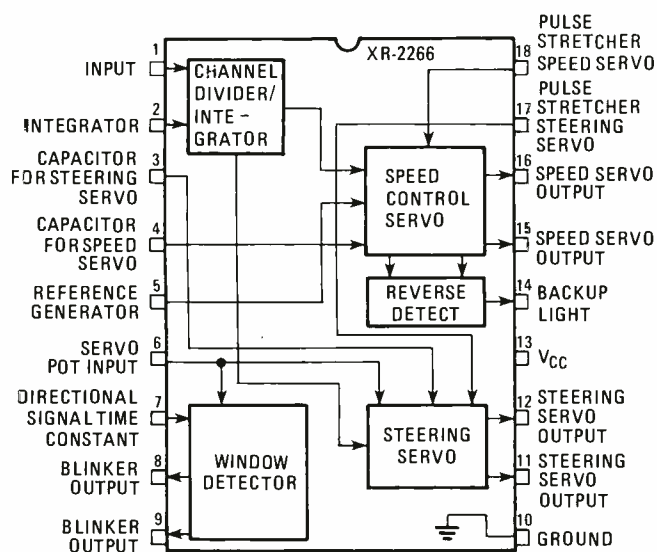 XR-2266
1
INPUT
2
INTEGRATOR
3
CAPACITOR
FOR STEERING
SERVO
4
CAPACITOR
FOR SPEED
SERVO
5
REFERENCE
GENERATOR
6
SERVO
POT INPUT
7
DIRECTIONAL
SIGNAL TIME
CONSTANT
8
BLINKER
OUTPUT
9
BLINKER
OUTPUT
CHANNEL
DIVIDER/
INTE-
GRATOR
SPEED
CONTROL
SERVO
REVERSE
DETECT
WINDOW
DETECTOR
STEERING
SERVO
PULSE
STRETCHER
18
SPEED SERVO
PULSE
STRETCHER
17
STEERING
SERVO
16
SPEED SERVO
OUTPUT
15
SPEED SERVO
OUTPUT
14
BACKUP
LIGHT
13
VCC
12
STEERING
SERVO
OUTPUT
11
STEERING
SERVO
OUTPUT
10
GROUND